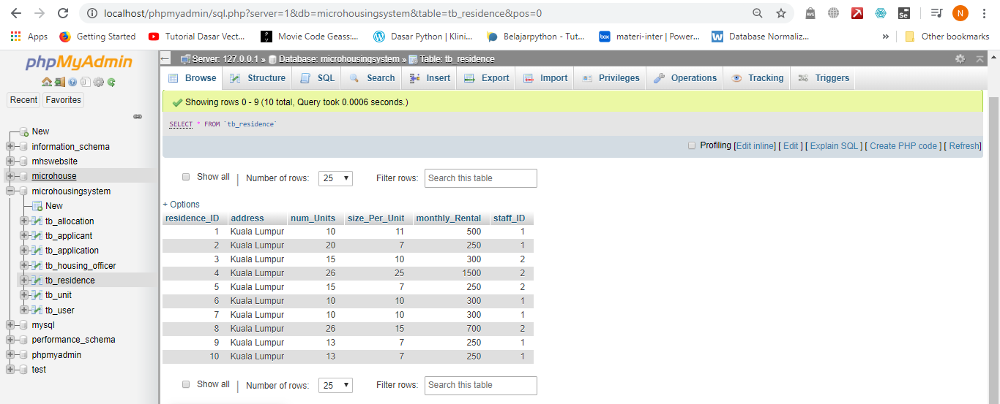 localhost/phpmyadmin/sql.php?server=1&db=microhousingsystem&table=tb_residence&pos=0
AVG
Se
N
Apps
Getting Started
Tutorial Dasar Vect...
Movie Code Geass:...
Dasar Python | Klini...
Belajarpython - Tut...
box
materi-inter | Power...
W
Database Normaliz...
»
Other bookmarks
phpMyAdmin
Recent
Favorites
New
information_schema
mhswebsite
microhouse
microhousingsystem
New
tb_allocation
tb_applicant
tb_application
tb_housing_officer
tb_residence
tb_unit
tb_user
mysql
performance_schema
phpmyadmin
test
Server: 127.0.0.1 » Database: microhousingsystem » Table: tb_residence
Browse Structure SQL Search Insert Export Import Privileges Operations Tracking Triggers
Showing rows 0 - 9 (10 total, Query took 0.0006 seconds.)
SELECT * FROM `tb_residence`
Profiling [Edit inline] [ Edit ] [ Explain SQL ] [ Create PHP code ] [ Refresh]
Show all | Number of rows: 25 Filter rows: Search this table
+ Options
residence_ID address num_Units size_Per_Unit monthly_Rental staff_ID
1 Kuala Lumpur 10 11 500 1
2 Kuala Lumpur 20 7 250 1
3 Kuala Lumpur 15 10 300 2
4 Kuala Lumpur 26 25 1500 2
5 Kuala Lumpur 15 7 250 2
6 Kuala Lumpur 10 10 300 1
7 Kuala Lumpur 10 10 300 1
8 Kuala Lumpur 26 15 700 2
9 Kuala Lumpur 13 7 250 1
10 Kuala Lumpur 13 7 250 1
Show all | Number of rows: 25 Filter rows: Search this table